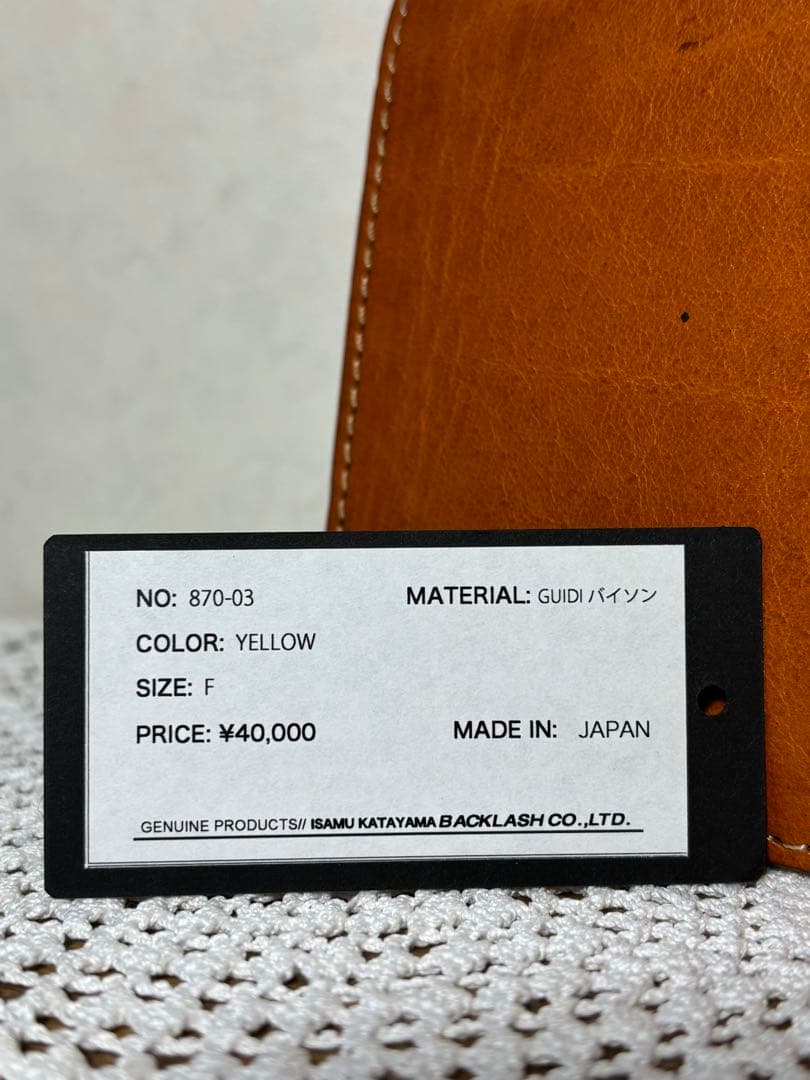 NO: 870-03 MATERIAL: GUIDI バイソン
COLOR: YELLOW
SIZE: F
PRICE: ¥40,000 MADE IN: JAPAN
GENUINE PRODUCTS// ISAMU KATAYAMA BACKLASH CO.,LTD.